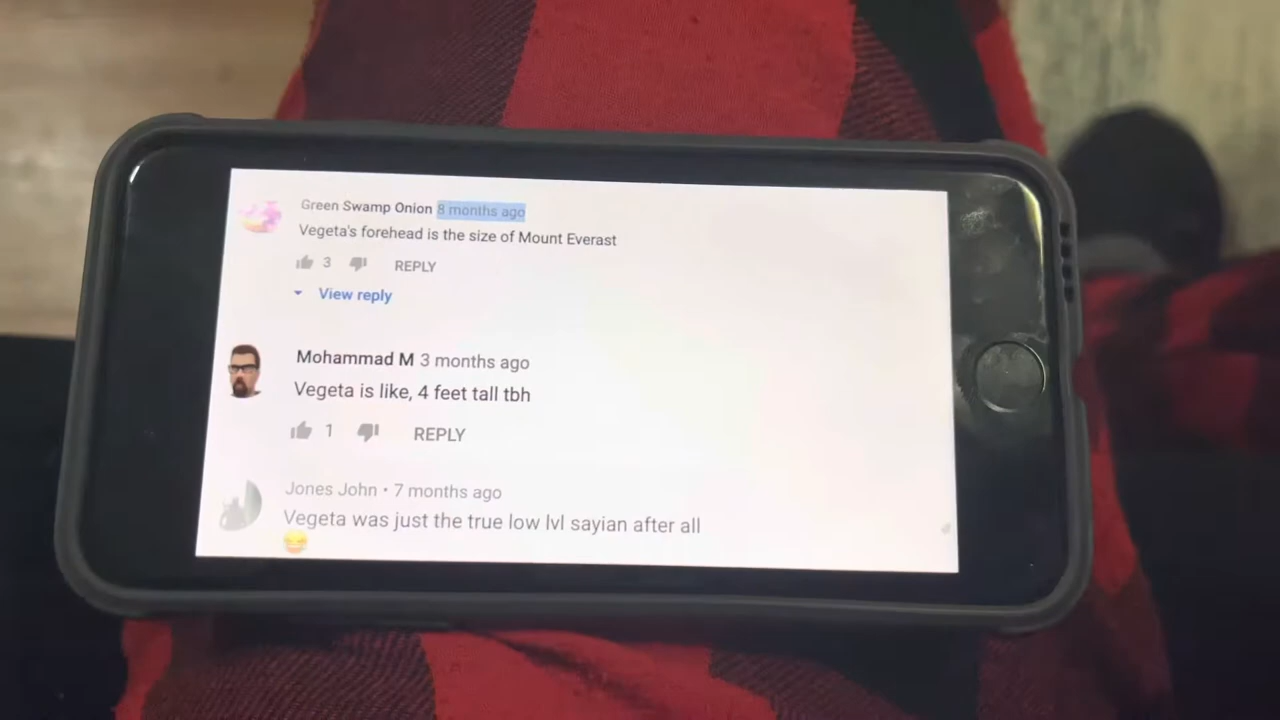 Green Swamp Onion 8 months ago
Vegeta's forehead is the size of Mount Everast
3 REPLY
View reply
Mohammad M 3 months ago
Vegeta is like, 4 feet tall tbh
1 REPLY
Jones John • 7 months ago
Vegeta was just the true low lvl sayian after all
😆